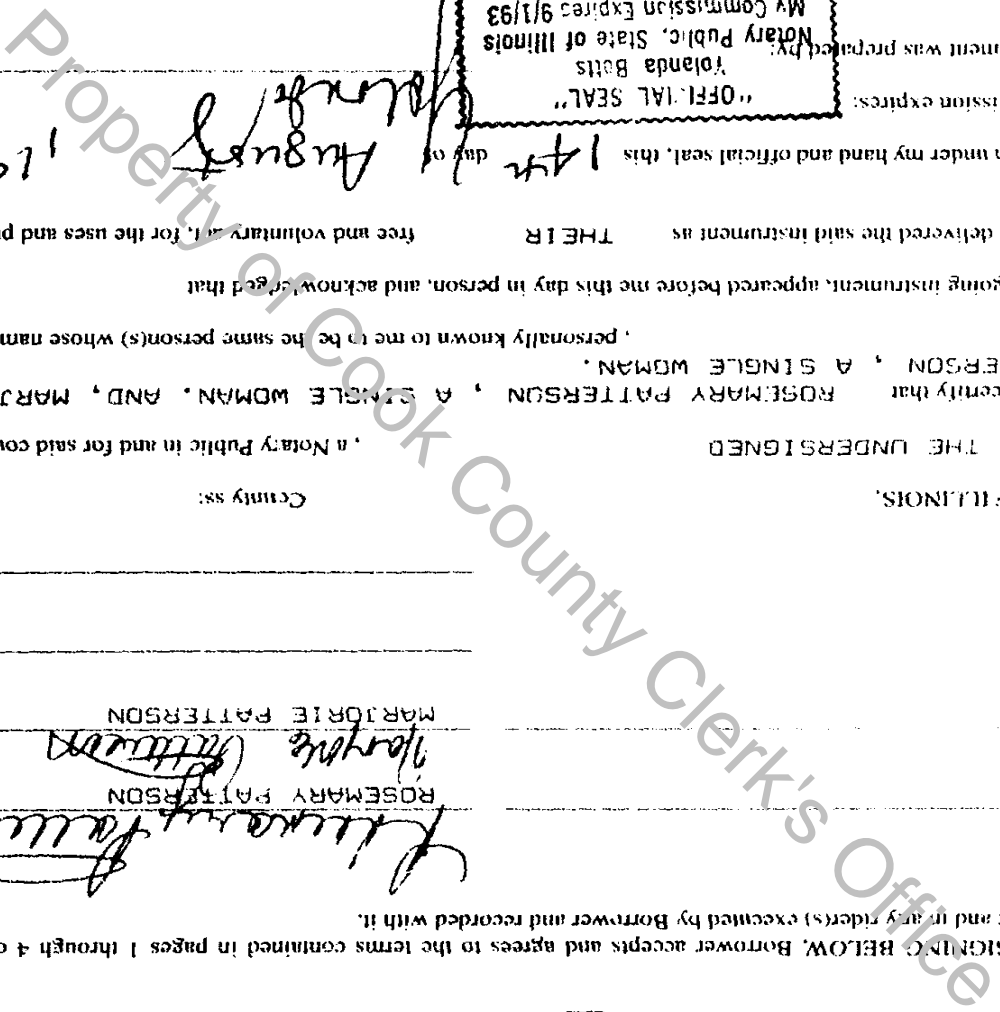 SIGNING BELOW, Borrower accepts and agrees to the terms contained in pages 1 through 4
and in any rider(s) executed by Borrower and recorded with it.
ROSEMARY PATTERSON
Marjorie Patterson
MARJORIE PATTERSON
ILLINOIS, County ss:
THE UNDERSIGNED , a Notary Public in and for said
certify that ROSEMARY PATTERSON , A SINGLE WOMAN. AND, MARJ
ERSON , A SINGLE WOMAN.
, personally known to me to be the same person(s) whose nam
going instrument, appeared before me this day in person, and acknowledged that
delivered the said instrument as THEIR free and voluntary act, for the uses and p
under my hand and official seal, this 14th day of August , 19
ission expires: Yolanda
"OFFICIAL SEAL"
Yolanda Botts
Notary Public, State of Illinois
My Commission Expires 9/1/93
ment was prepared by:
Property of Cook County Clerk's Office